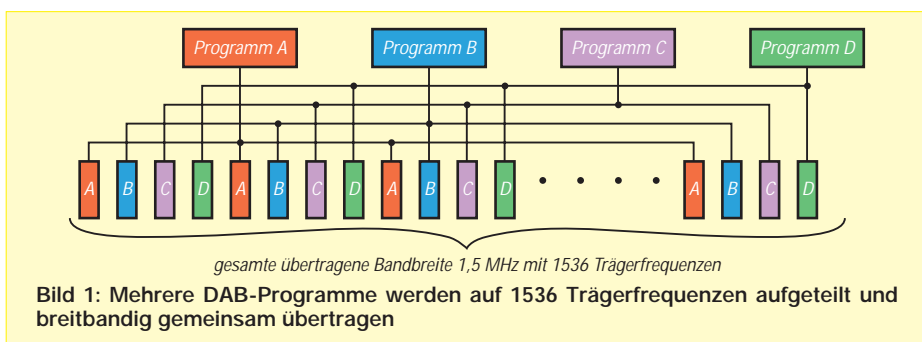 Programm A Programm B Programm C Programm D
A B C D A B C D A B C D • • • • A B C D
gesamte übertragene Bandbreite 1,5 MHz mit 1536 Trägerfrequenzen
Bild 1: Mehrere DAB-Programme werden auf 1536 Trägerfrequenzen aufgeteilt und
breitbandig gemeinsam übertragen